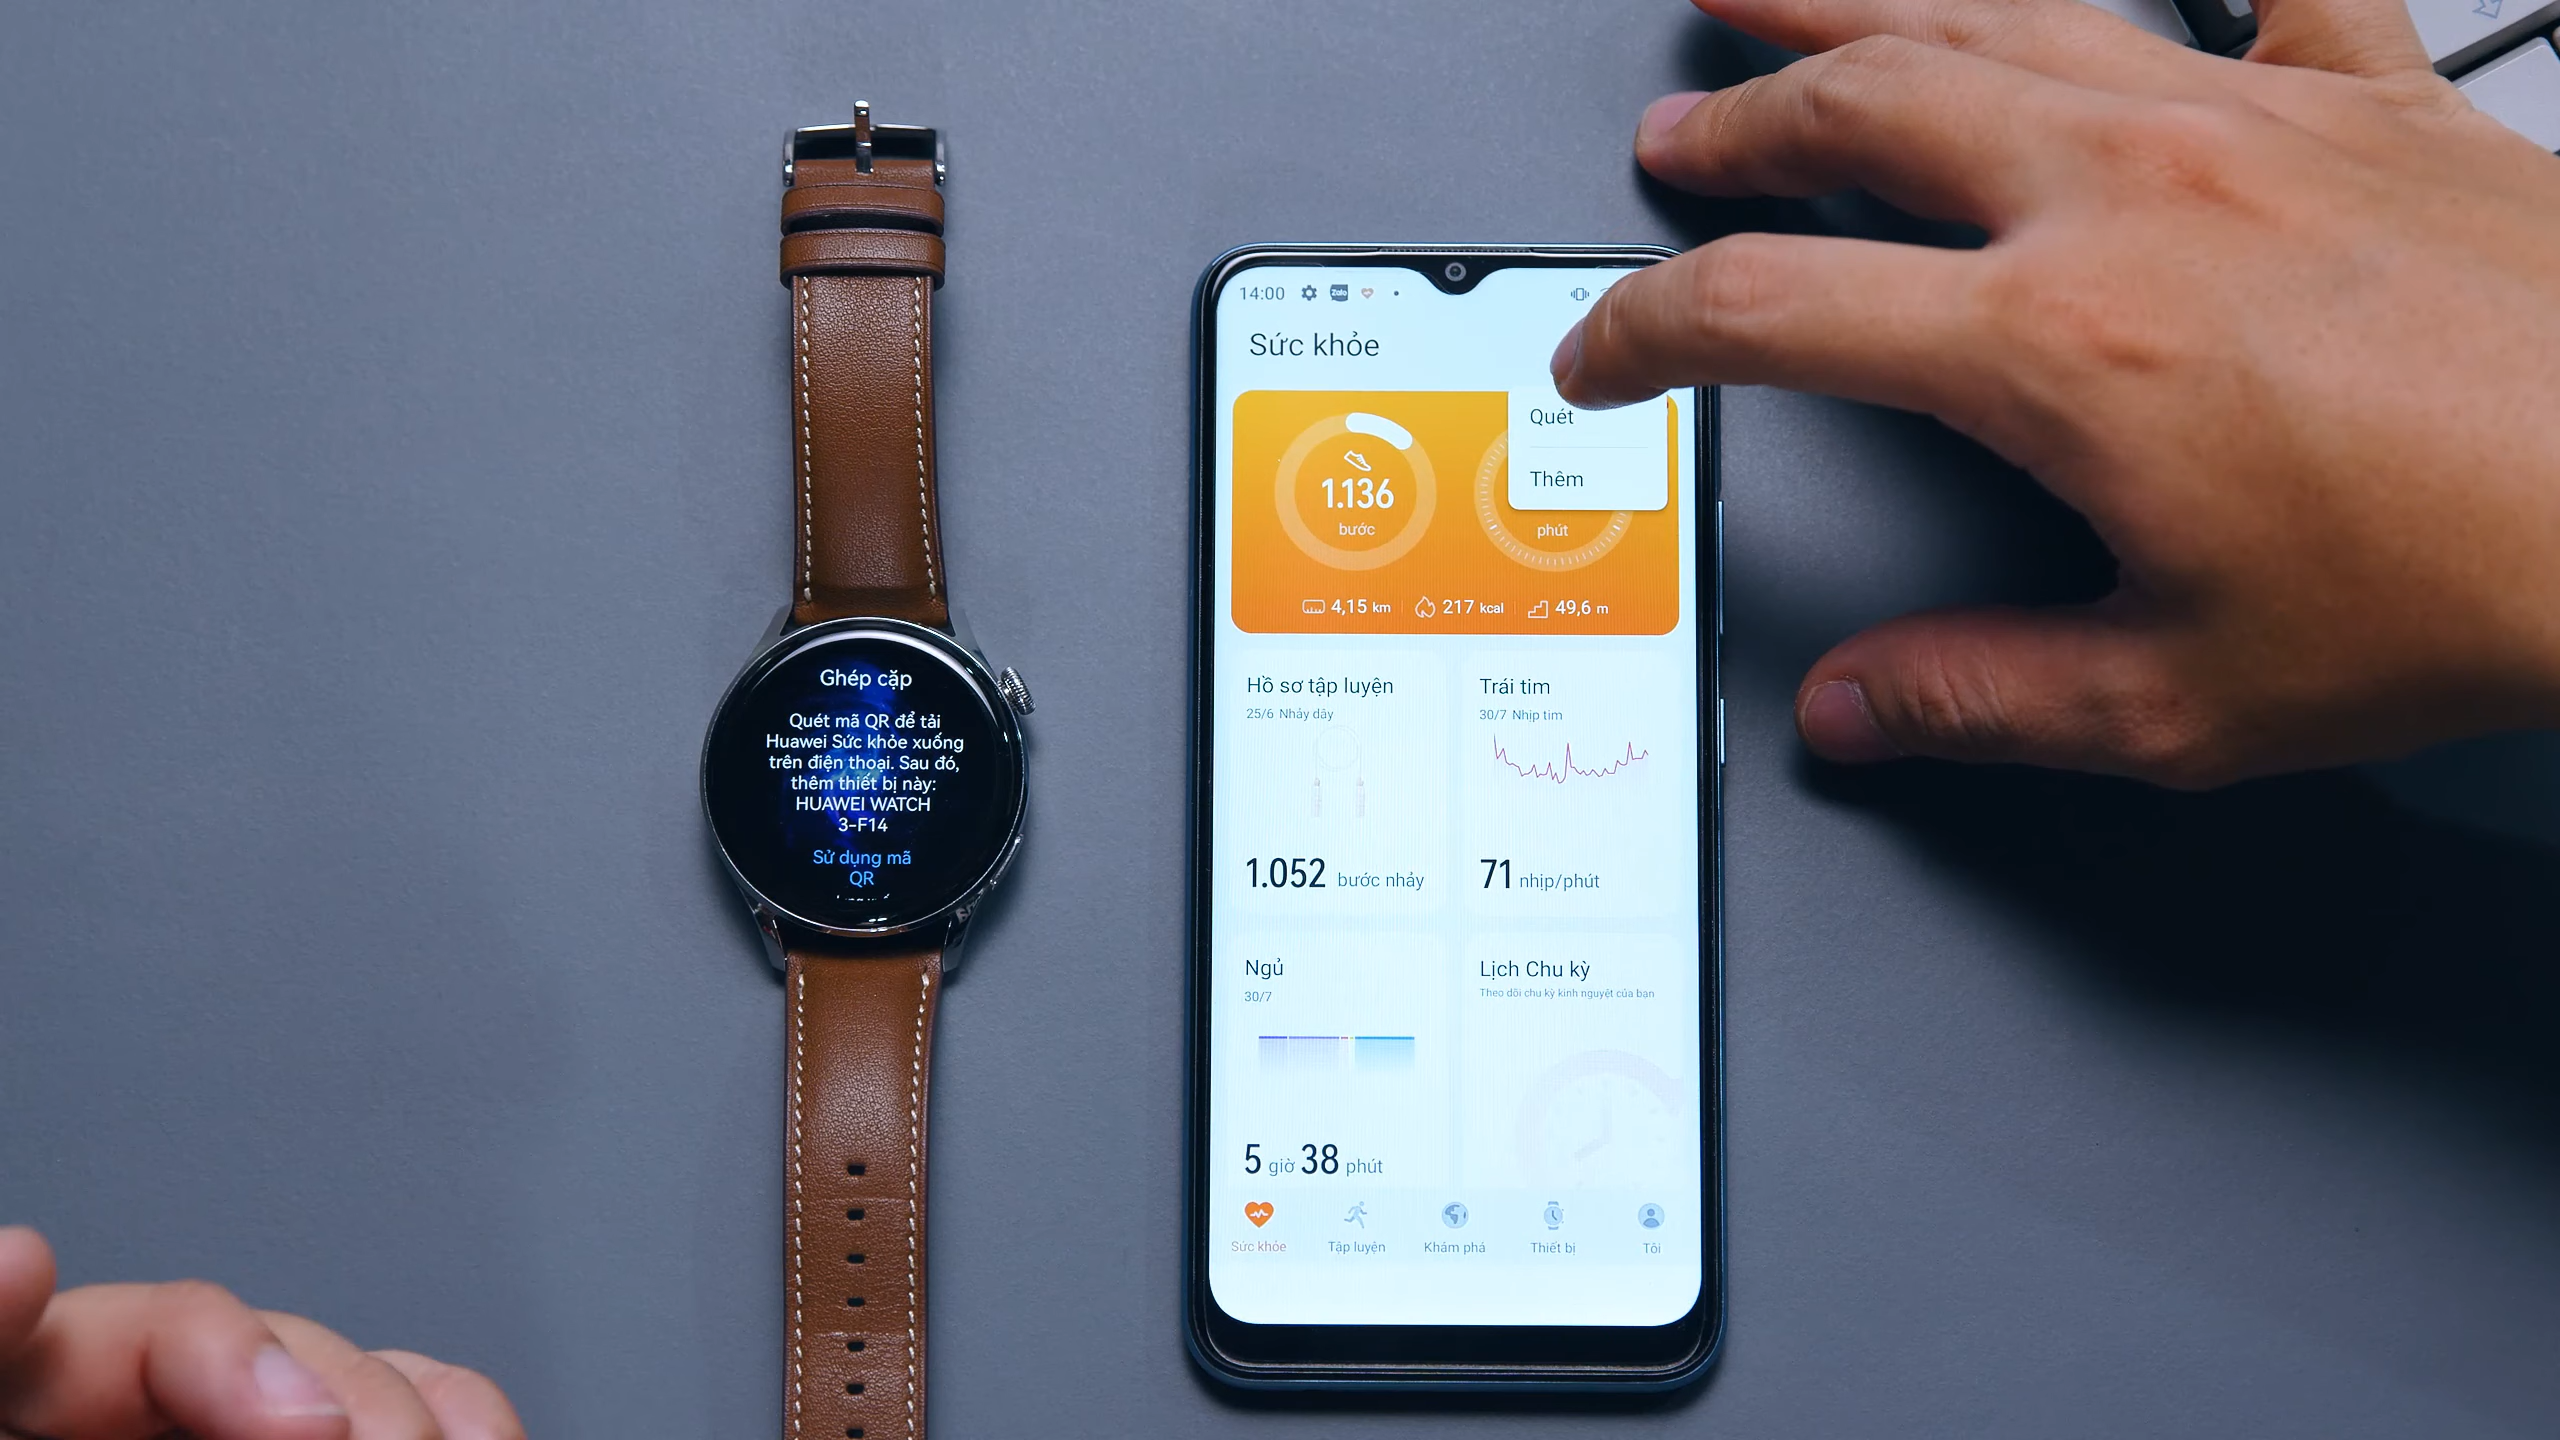 Ghép cặp
Quét mã QR để tải
Huawei Sức khỏe xuống
trên điện thoại. Sau đó,
thêm thiết bị này:
HUAWEI WATCH
3-F14
Sử dụng mã
QR
14:00
Zalo
Sức khỏe
Quét
Thêm
1.136
bước
phút
4,15 km
217 kcal
49,6 m
Hồ sơ tập luyện
25/6 Nhảy dây
1.052 bước nhảy
Trái tim
30/7 Nhịp tim
71 nhịp/phút
Ngủ
30/7
5 giờ 38 phút
Lịch Chu kỳ
Theo dõi chu kỳ kinh nguyệt của bạn
Sức khỏe
Tập luyện
Khám phá
Thiết bị
Tôi